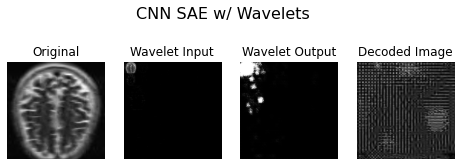 CNN SAE w/ Wavelets
Original
Wavelet Input
Wavelet Output
Decoded Image